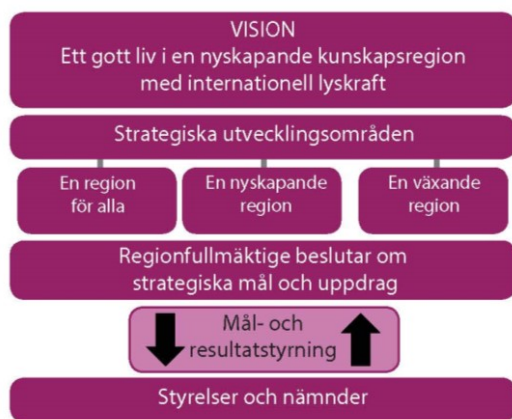 VISION
Ett gott liv i en nyskapande kunskapsregion
med internationell lyskraft
Strategiska utvecklingsområden
En region
för alla
En nyskapande
region
En växande
region
Regionfullmäktige beslutar om
strategiska mål och uppdrag
Mål- och
resultatstyrning
Styrelser och nämnder